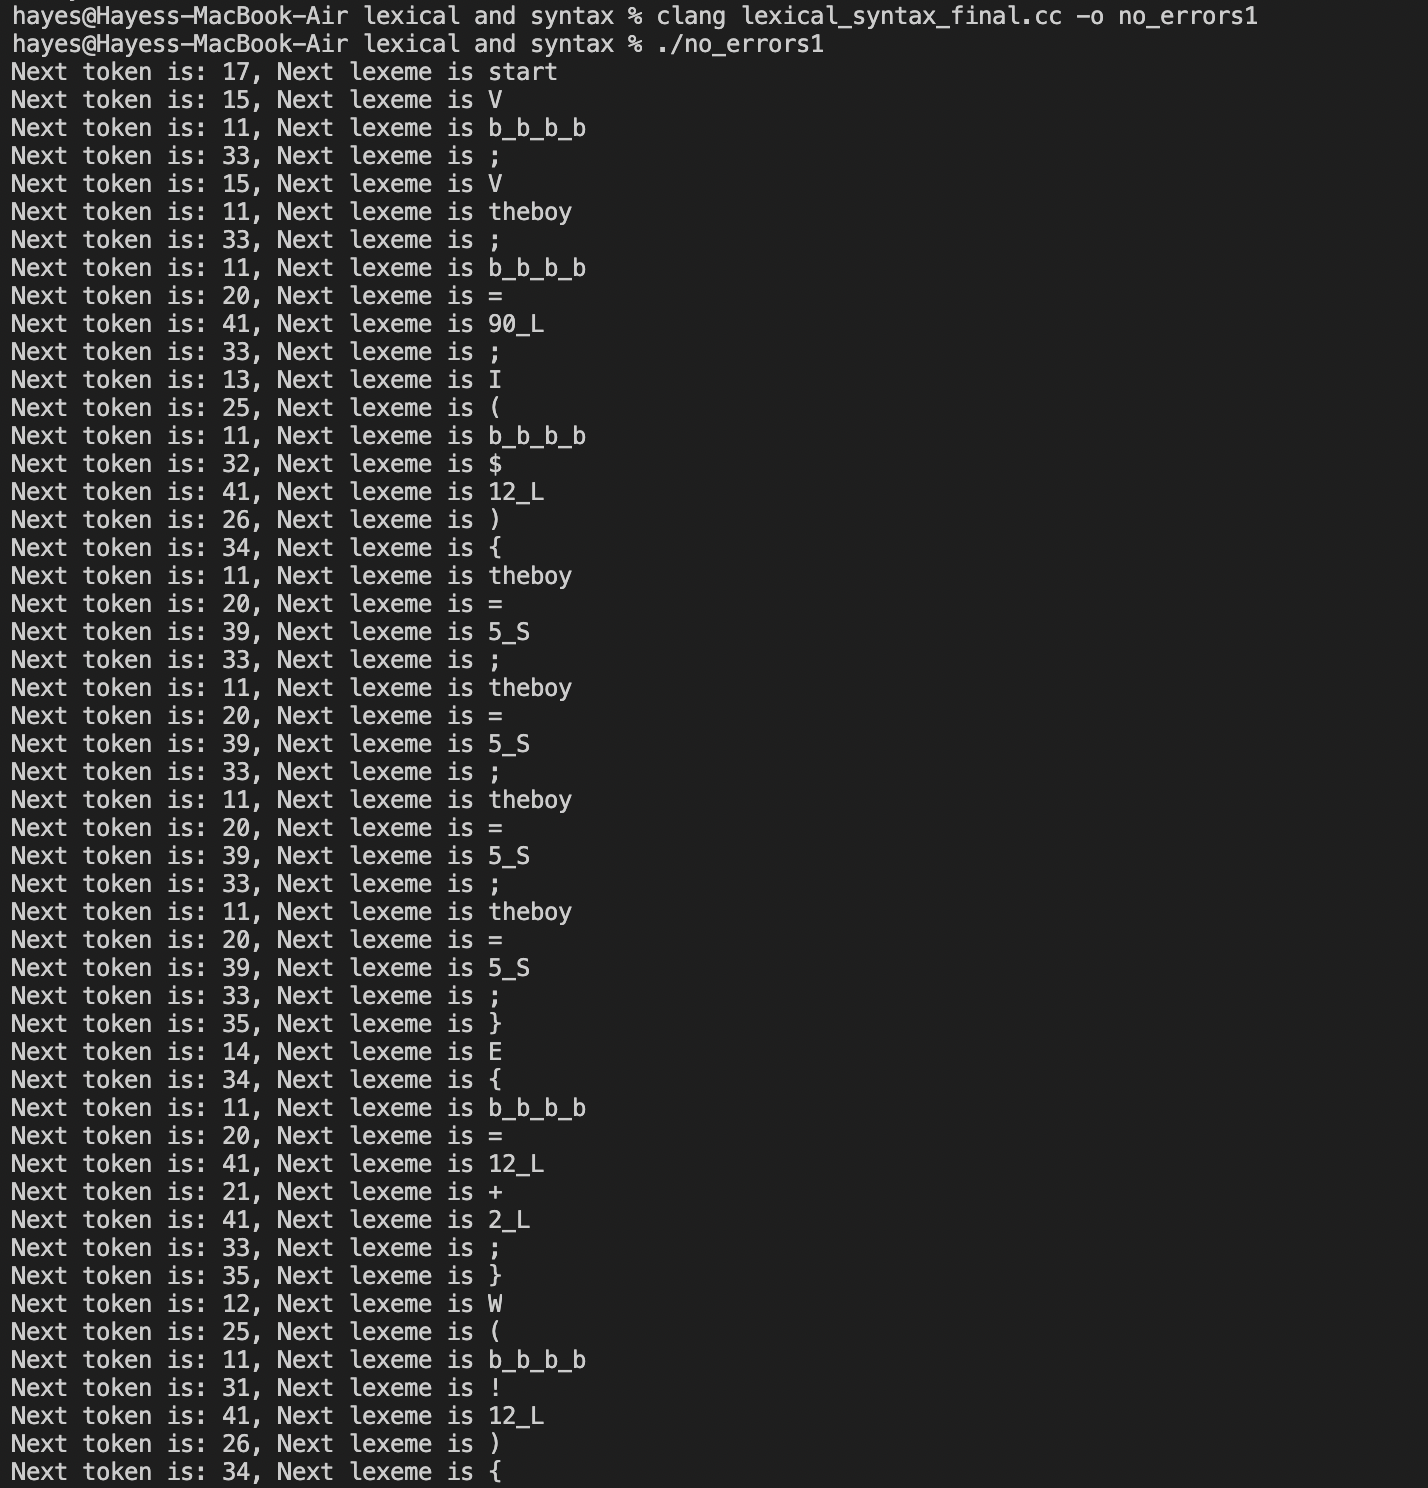 hayes@Hayess-MacBook-Air lexical and syntax % clang lexical_syntax_final.cc -o no_errors1
hayes@Hayess-MacBook-Air lexical and syntax % ./no_errors1
Next token is: 17, Next lexeme is start
Next token is: 15, Next lexeme is V
Next token is: 11, Next lexeme is b_b_b_b
Next token is: 33, Next lexeme is ;
Next token is: 15, Next lexeme is V
Next token is: 11, Next lexeme is theboy
Next token is: 33, Next lexeme is ;
Next token is: 11, Next lexeme is b_b_b_b
Next token is: 20, Next lexeme is =
Next token is: 41, Next lexeme is 90_L
Next token is: 33, Next lexeme is ;
Next token is: 13, Next lexeme is I
Next token is: 25, Next lexeme is (
Next token is: 11, Next lexeme is b_b_b_b
Next token is: 32, Next lexeme is $
Next token is: 41, Next lexeme is 12_L
Next token is: 26, Next lexeme is )
Next token is: 34, Next lexeme is {
Next token is: 11, Next lexeme is theboy
Next token is: 20, Next lexeme is =
Next token is: 39, Next lexeme is 5_S
Next token is: 33, Next lexeme is ;
Next token is: 11, Next lexeme is theboy
Next token is: 20, Next lexeme is =
Next token is: 39, Next lexeme is 5_S
Next token is: 33, Next lexeme is ;
Next token is: 11, Next lexeme is theboy
Next token is: 20, Next lexeme is =
Next token is: 39, Next lexeme is 5_S
Next token is: 33, Next lexeme is ;
Next token is: 11, Next lexeme is theboy
Next token is: 20, Next lexeme is =
Next token is: 39, Next lexeme is 5_S
Next token is: 33, Next lexeme is ;
Next token is: 35, Next lexeme is }
Next token is: 14, Next lexeme is E
Next token is: 34, Next lexeme is {
Next token is: 11, Next lexeme is b_b_b_b
Next token is: 20, Next lexeme is =
Next token is: 41, Next lexeme is 12_L
Next token is: 21, Next lexeme is +
Next token is: 41, Next lexeme is 2_L
Next token is: 33, Next lexeme is ;
Next token is: 35, Next lexeme is }
Next token is: 12, Next lexeme is W
Next token is: 25, Next lexeme is (
Next token is: 11, Next lexeme is b_b_b_b
Next token is: 31, Next lexeme is !
Next token is: 41, Next lexeme is 12_L
Next token is: 26, Next lexeme is )
Next token is: 34, Next lexeme is {